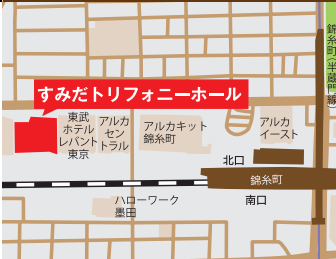 錦糸町(半蔵門線)
すみだトリフォニーホール
東武
ホテル
レバント
東京
アルカ
セン
トラル
アルカキット
錦糸町
アルカ
イースト
北口
錦糸町
ハローワーク
墨田
南口